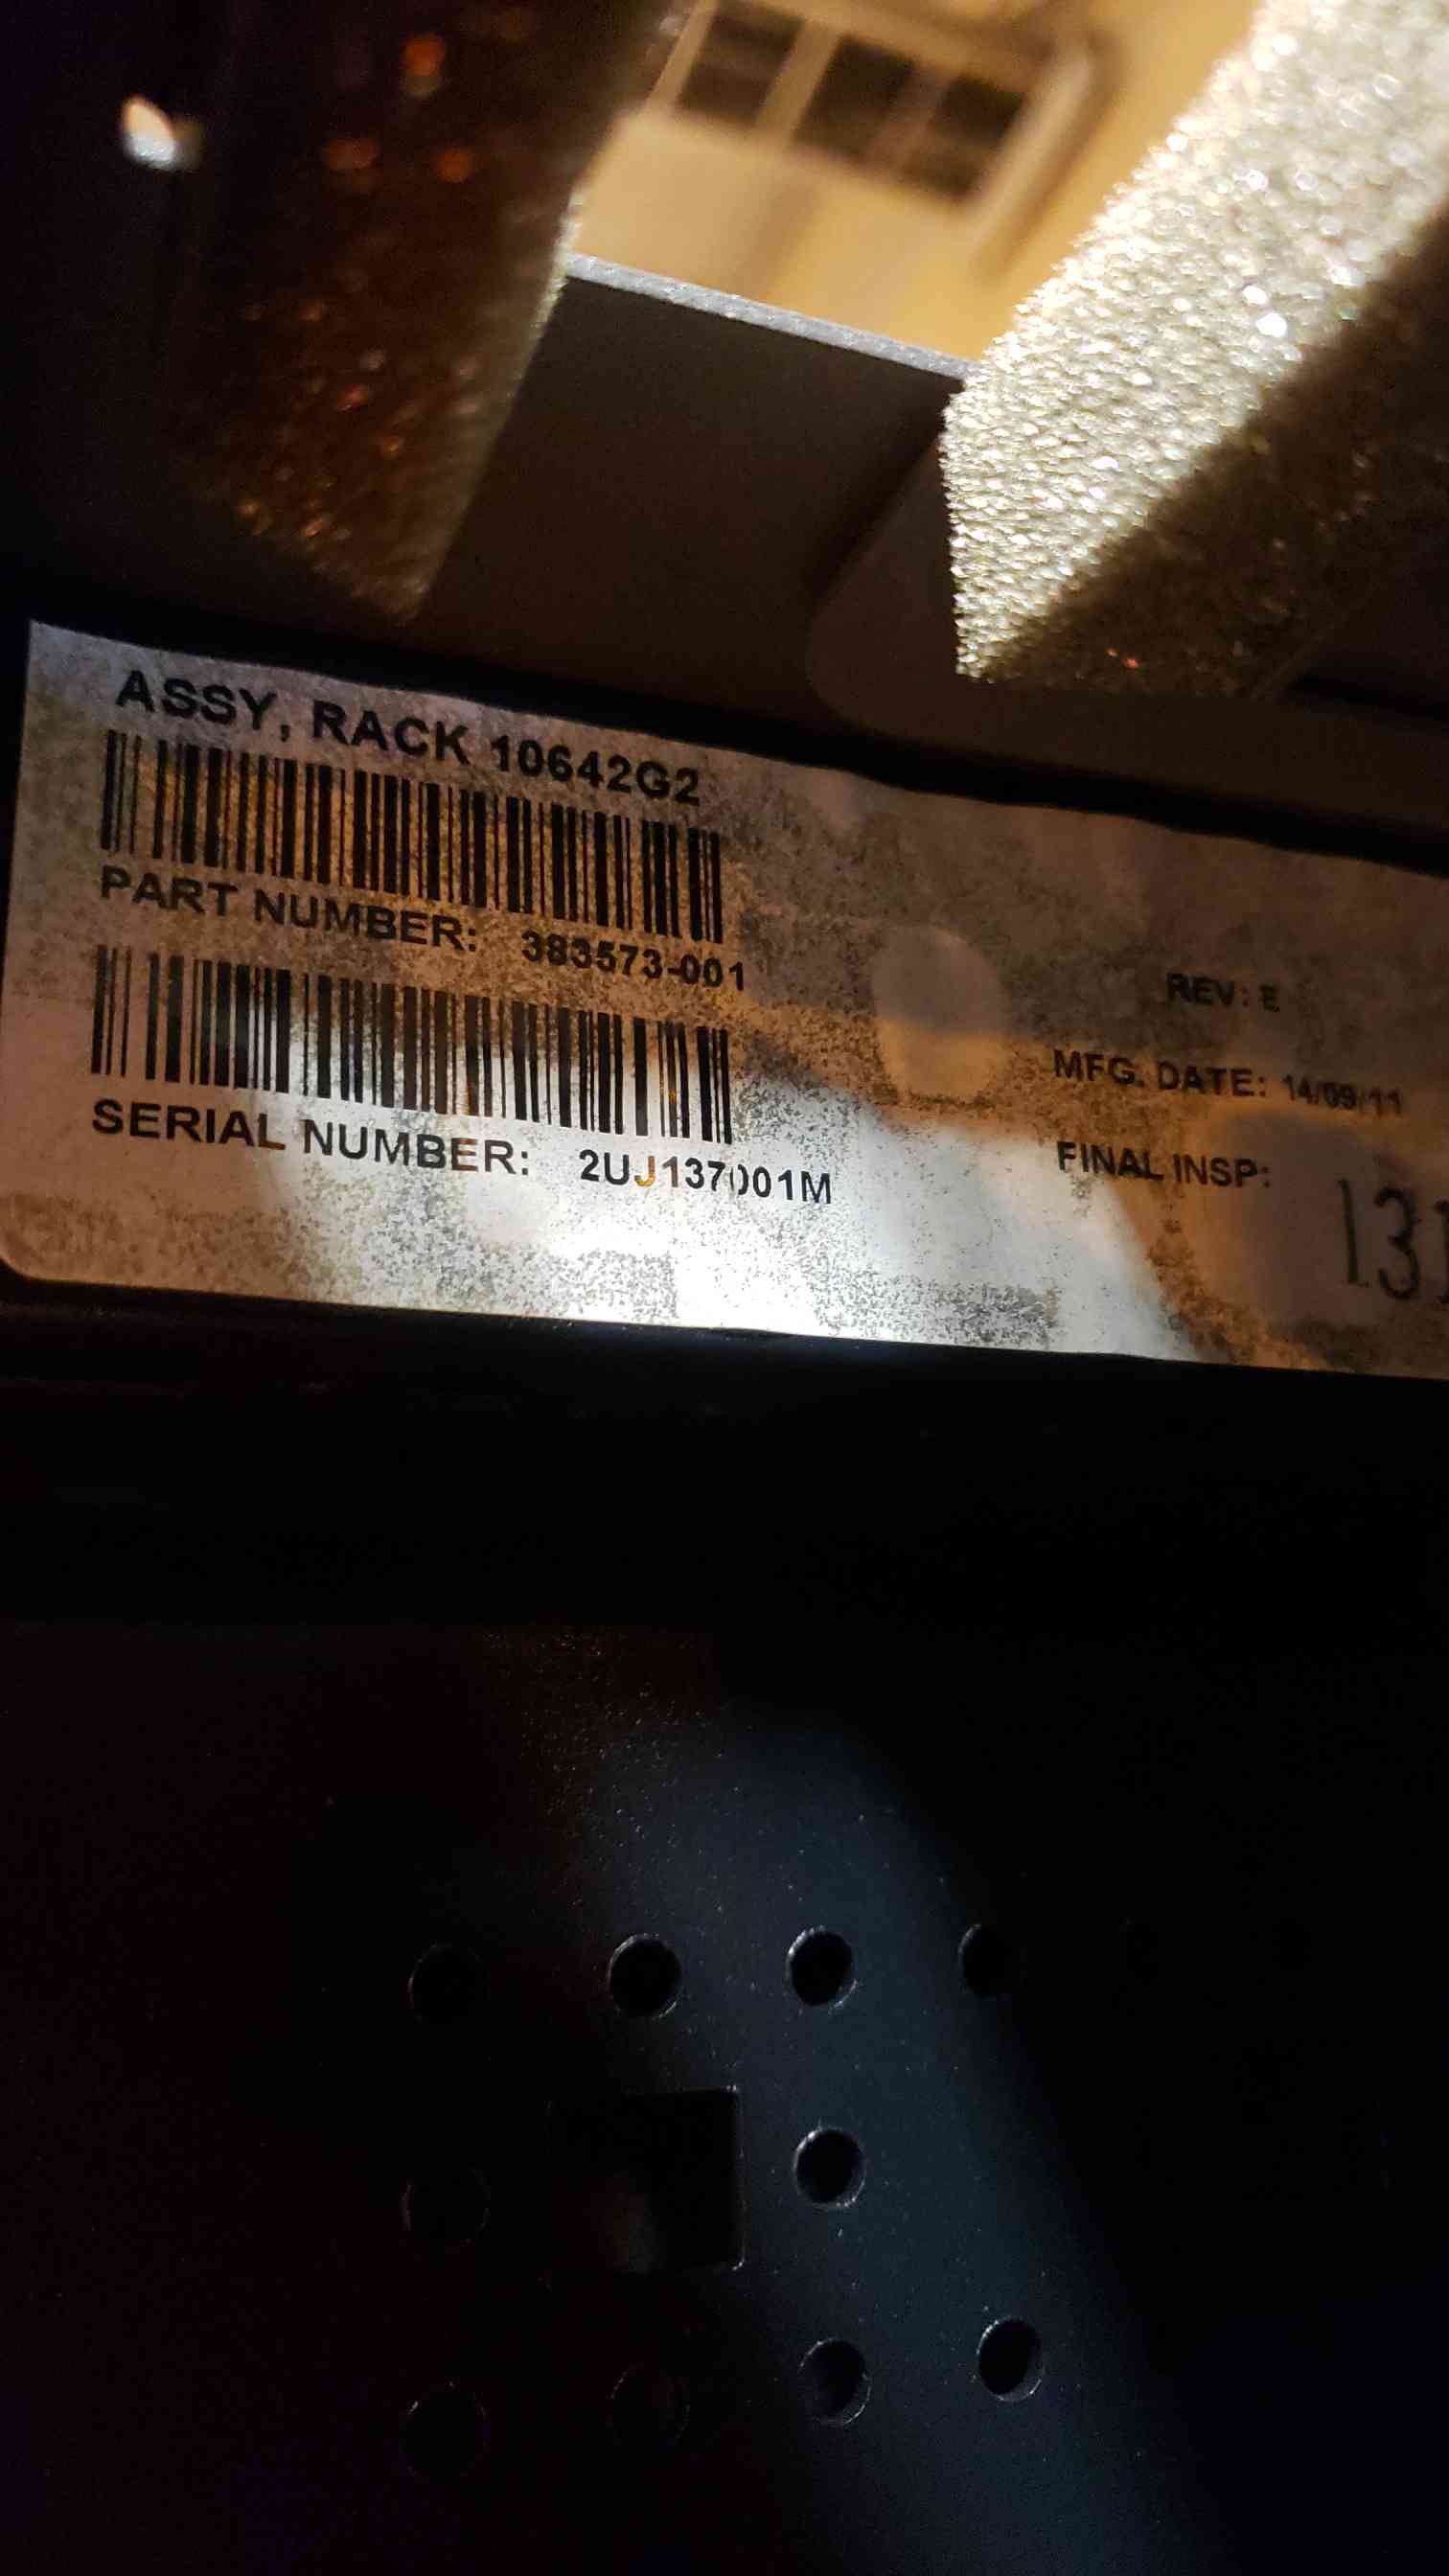 ASSY, RACK 10642G2
PART NUMBER: 383573-001
REV: E
MFG. DATE: 14/09/11
SERIAL NUMBER: 2UJ137001M
FINAL INSP: